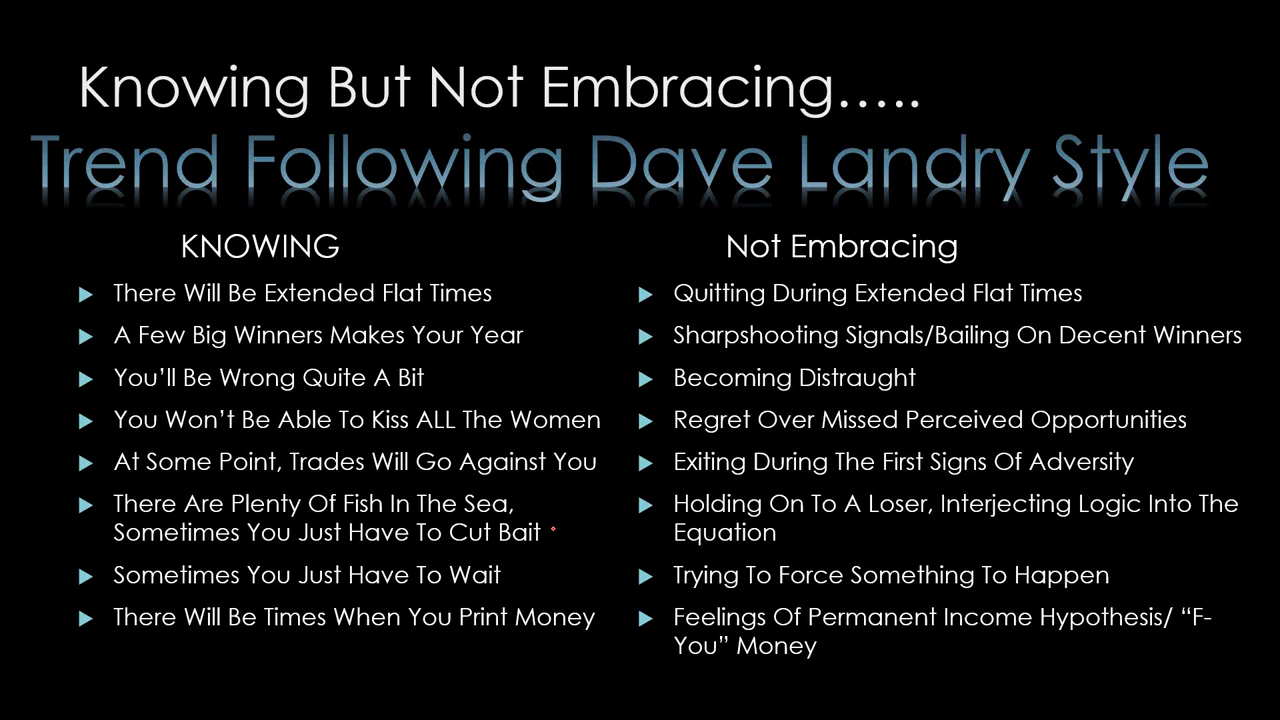 Knowing But Not Embracing…..
Trend Following Dave Landry Style
KNOWING
There Will Be Extended Flat Times
A Few Big Winners Makes Your Year
You’ll Be Wrong Quite A Bit
You Won’t Be Able To Kiss ALL The Women
At Some Point, Trades Will Go Against You
There Are Plenty Of Fish In The Sea,
Sometimes You Just Have To Cut Bait
Sometimes You Just Have To Wait
There Will Be Times When You Print Money
Not Embracing
Quitting During Extended Flat Times
Sharpshooting Signals/Bailing On Decent Winners
Becoming Distraught
Regret Over Missed Perceived Opportunities
Exiting During The First Signs Of Adversity
Holding On To A Loser, Interjecting Logic Into The
Equation
Trying To Force Something To Happen
Feelings Of Permanent Income Hypothesis/ “F-
You” Money